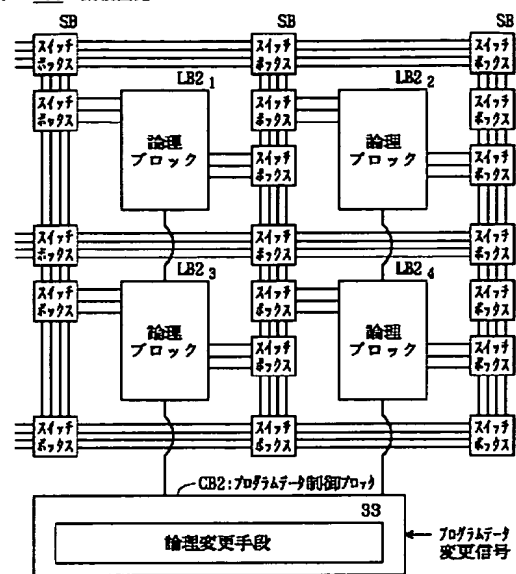 SB SB SB
スイッチ スイッチ スイッチ
ボックス ボックス ボックス
LB2 1 LB2 2
スイッチ スイッチ スイッチ
ボックス ボックス ボックス
論理 論理
ブロック ブロック
スイッチ スイッチ
ボックス ボックス
スイッチ スイッチ スイッチ
ボックス ボックス ボックス
LB2 3 LB2 4
スイッチ スイッチ スイッチ
ボックス ボックス ボックス
論理 論理
ブロック ブロック
スイッチ スイッチ
ボックス ボックス
スイッチ スイッチ スイッチ
ボックス ボックス ボックス
CB2:プログラムデータ制御ブロック
33
論理変更手段
プログラムデータ
変更信号